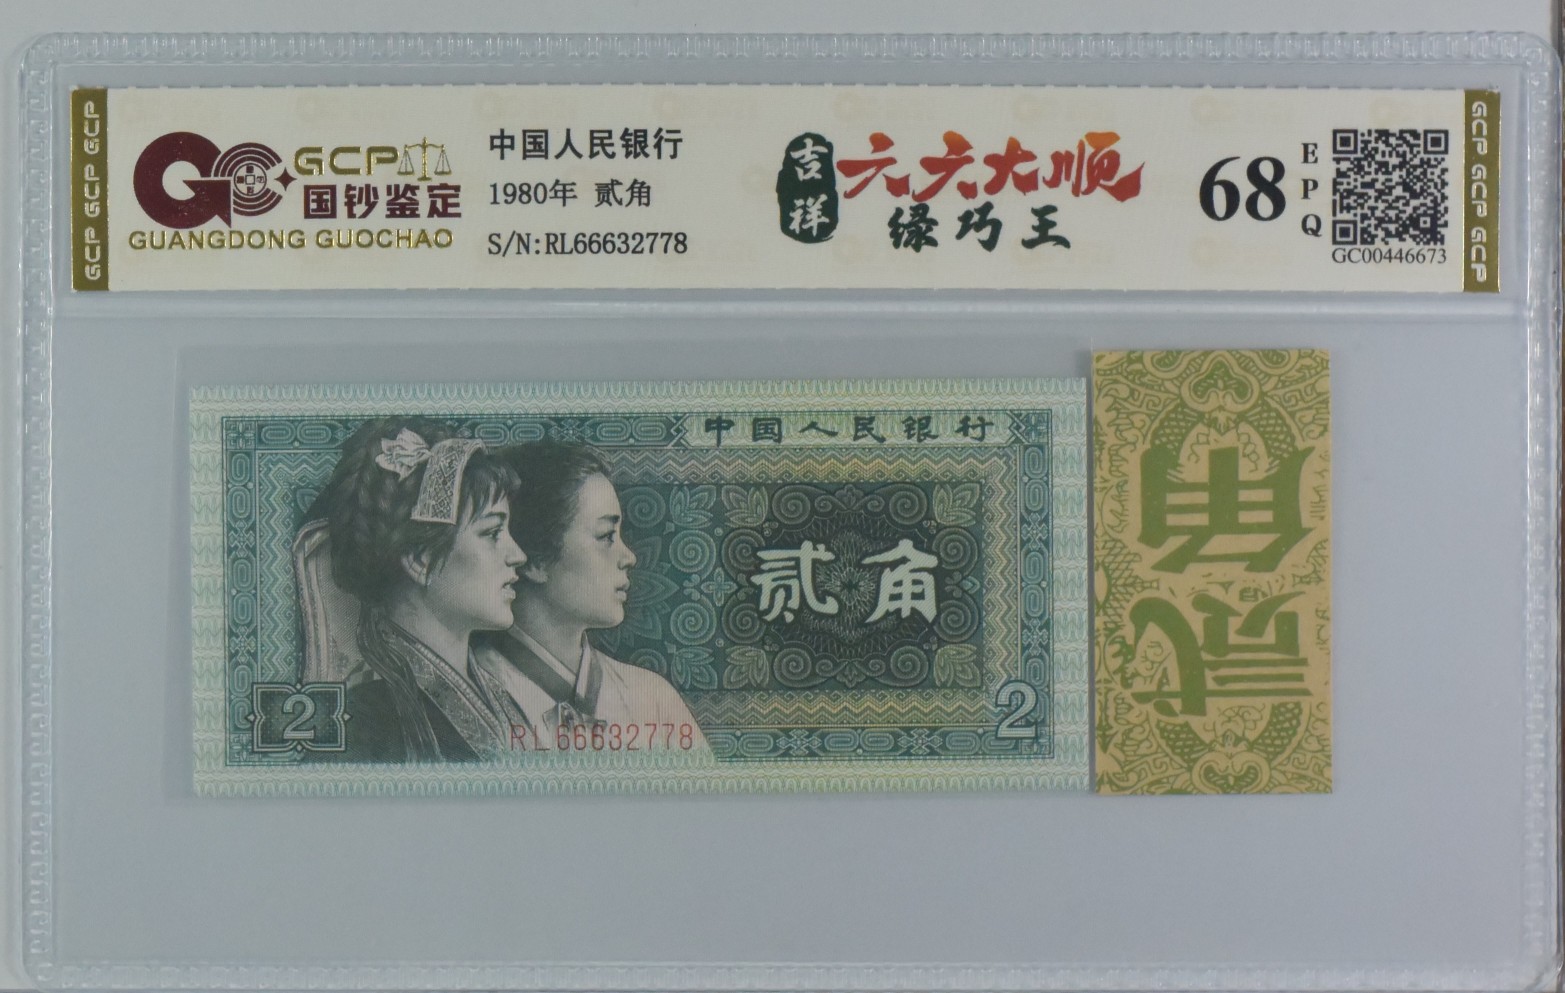 GCP GCP GCP
GCP
国钞鉴定
GUANGDONG GUOCHAO
中国人民银行
1980年 贰角
S/N:RL66632778
吉祥
六六大顺
绿巧王
68
EPQ
GC00446673
GCP GCP GCP
中国人民银行
贰角
2
2
RL66632778
贰角